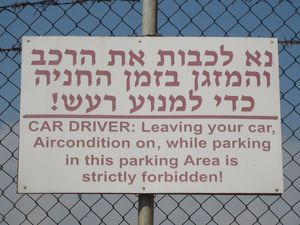 נא לכבות את הרכב
והמזגן בזמן החניה
כדי למנוע רעש!
CAR DRIVER: Leaving your car,
Aircondition on, while parking
in this parking Area is
strictly forbidden!